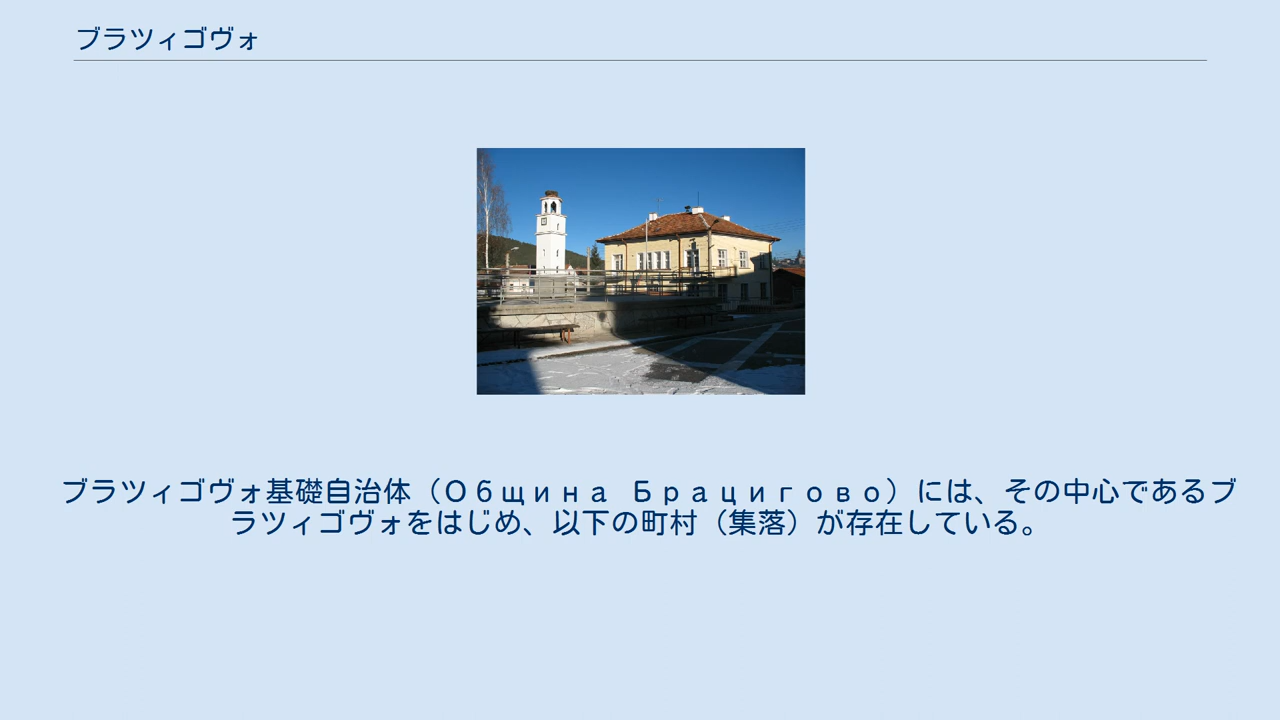 ブラツィゴヴォ
ブラツィゴヴォ基礎自治体（Община Брацигово）には、その中心であるブ
ラツィゴヴォをはじめ、以下の町村（集落）が存在している。